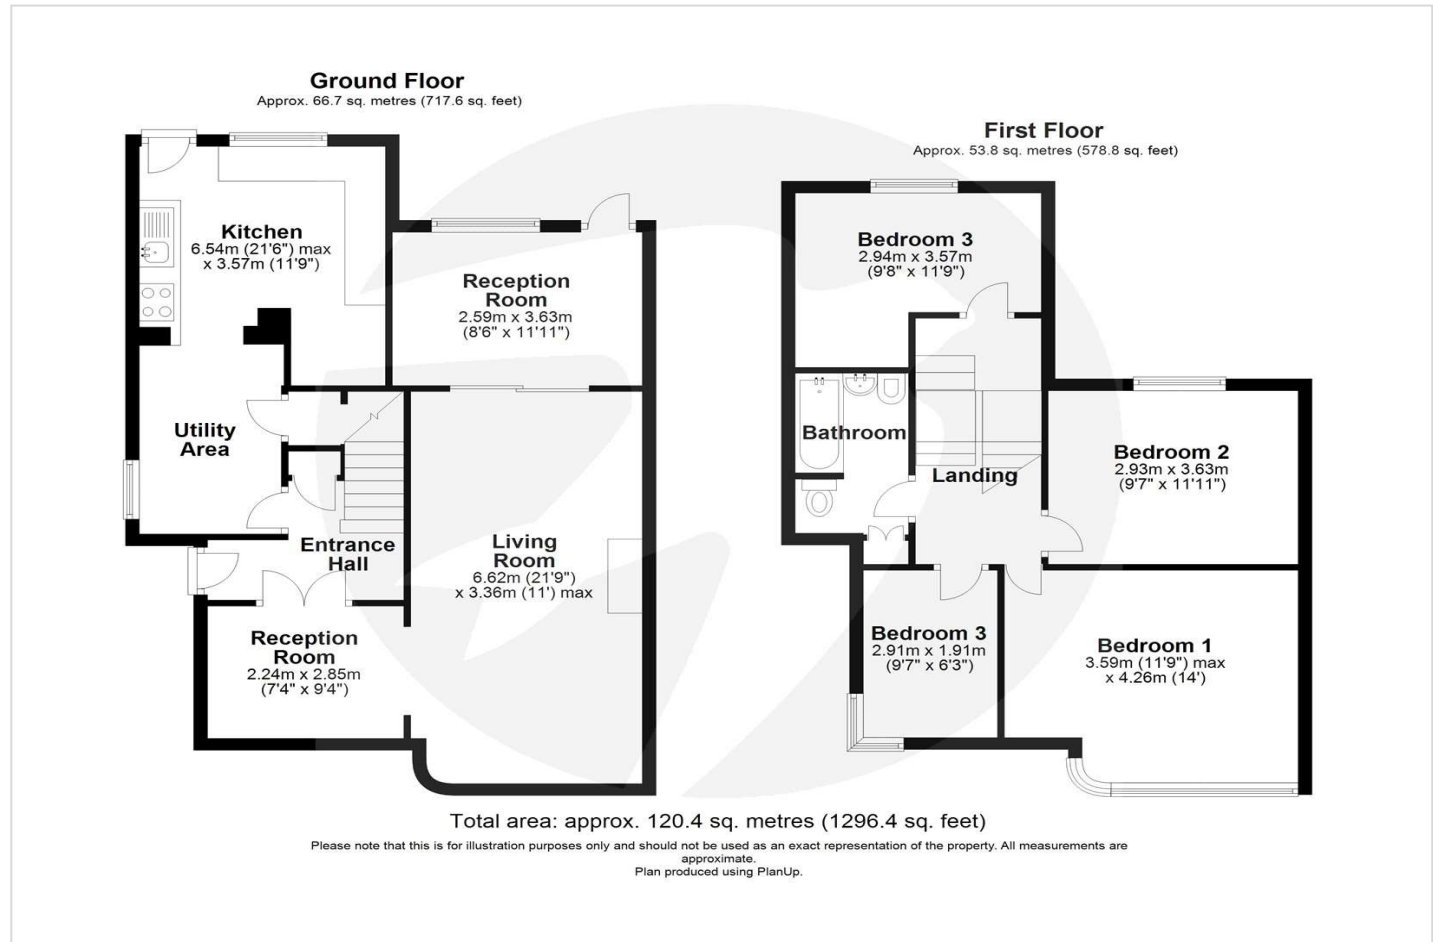 Ground Floor
Approx. 66.7 sq. metres (717.6 sq. feet)
Kitchen
6.54m (21'6") max
x 3.57m (11'9")
Reception
Room
2.59m x 3.63m
(8'6" x 11'11")
Utility
Area
Entrance
Hall
Living
Room
6.62m (21'9")
x 3.36m (11') max
Reception
Room
2.24m x 2.85m
(7'4" x 9'4")
First Floor
Approx. 53.8 sq. metres (578.8 sq. feet)
Bedroom 3
2.94m x 3.57m
(9'8" x 11'9")
Bathroom
Landing
Bedroom 2
2.93m x 3.63m
(9'7" x 11'11")
Bedroom 3
2.91m x 1.91m
(9'7" x 6'3")
Bedroom 1
3.59m (11'9") max
x 4.26m (14')
Total area: approx. 120.4 sq. metres (1296.4 sq. feet)
Please note that this is for illustration purposes only and should not be used as an exact representation of the property. All measurements are
approximate.
Plan produced using PlanUp.